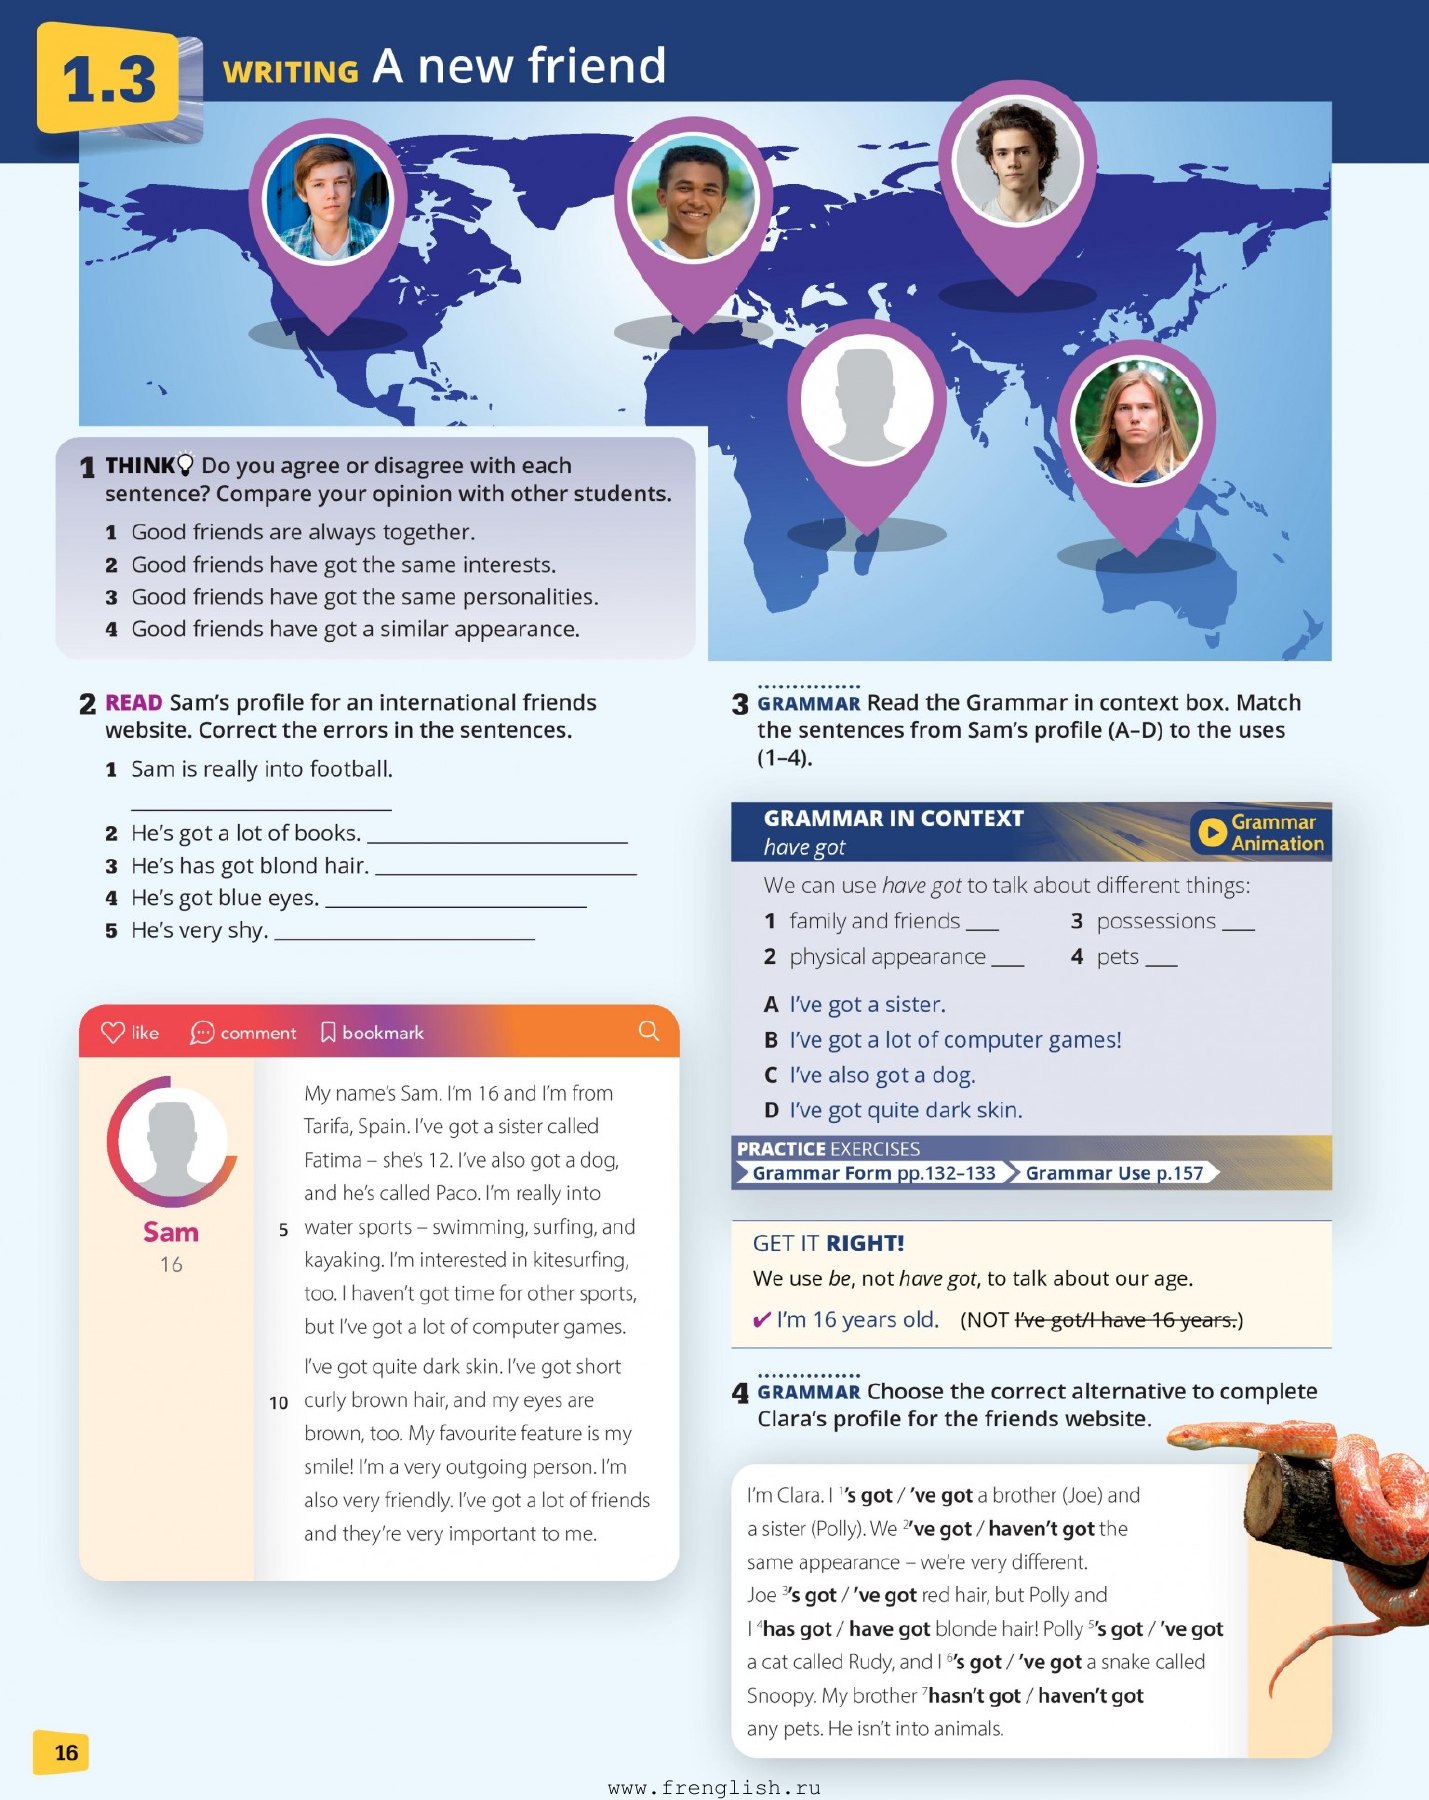 1.3
WRITING A new friend
1 THINK Do you agree or disagree with each
sentence? Compare your opinion with other students.
1 Good friends are always together.
2 Good friends have got the same interests.
3 Good friends have got the same personalities.
4 Good friends have got a similar appearance.
2 READ Sam's profile for an international friends
website. Correct the errors in the sentences.
1 Sam is really into football.
2 He's got a lot of books.
3 He's has got blond hair.
4 He's got blue eyes.
5 He's very shy.
like comment bookmark
Sam
16
My name's Sam. I'm 16 and I'm from
Tarifa, Spain. I've got a sister called
Fatima – she's 12. I've also got a dog,
and he's called Paco. I'm really into
5 water sports – swimming, surfing, and
kayaking. I'm interested in kitesurfing,
too. I haven't got time for other sports,
but I've got a lot of computer games.
I've got quite dark skin. I've got short
10 curly brown hair, and my eyes are
brown, too. My favourite feature is my
smile! I'm a very outgoing person. I'm
also very friendly. I've got a lot of friends
and they're very important to me.
3 GRAMMAR Read the Grammar in context box. Match
the sentences from Sam's profile (A–D) to the uses
(1–4).
GRAMMAR IN CONTEXT
have got
Grammar
Animation
We can use have got to talk about different things:
1 family and friends ___ 3 possessions ___
2 physical appearance ___ 4 pets ___
A I've got a sister.
B I've got a lot of computer games!
C I've also got a dog.
D I've got quite dark skin.
PRACTICE EXERCISES
Grammar Form pp.132–133 Grammar Use p.157
GET IT RIGHT!
We use be, not have got, to talk about our age.
✔ I'm 16 years old. (NOT I've got/I have 16 years.)
4 GRAMMAR Choose the correct alternative to complete
Clara's profile for the friends website.
I'm Clara. I 1's got / 've got a brother (Joe) and
a sister (Polly). We 2've got / haven't got the
same appearance – we're very different.
Joe 3's got / 've got red hair, but Polly and
I 4has got / have got blonde hair! Polly 5's got / 've got
a cat called Rudy, and I 6's got / 've got a snake called
Snoopy. My brother 7hasn't got / haven't got
any pets. He isn't into animals.
16
www.frenglish.ru